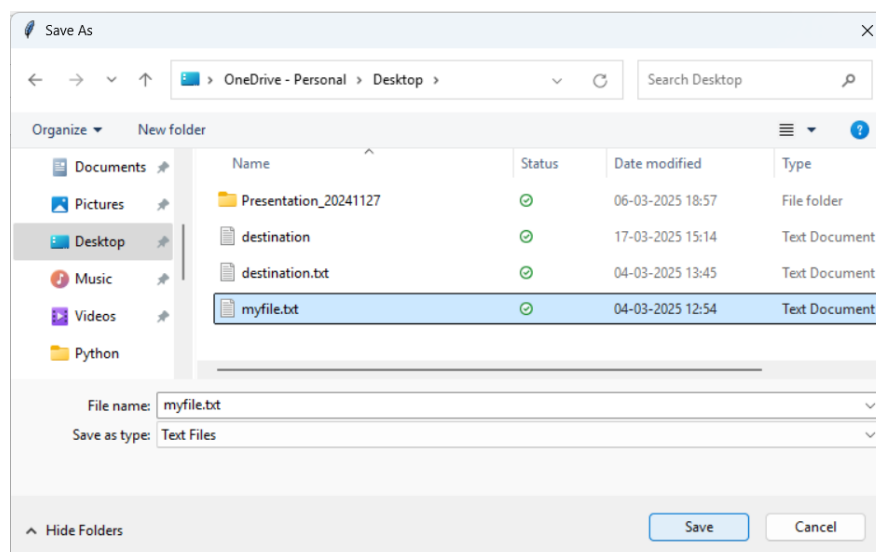 Save As
OneDrive - Personal > Desktop >
Search Desktop
Organize
New folder
Name Status Date modified Type
Documents
Pictures
Desktop
Music
Videos
Python
Presentation_20241127 06-03-2025 18:57 File folder
destination 17-03-2025 15:14 Text Document
destination.txt 04-03-2025 13:45 Text Document
myfile.txt 04-03-2025 12:54 Text Document
File name: myfile.txt
Save as type: Text Files
Hide Folders
Save
Cancel